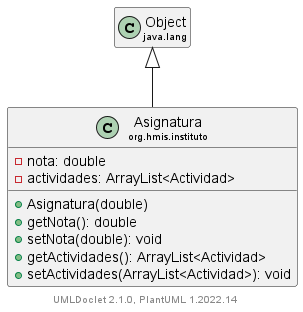 C Object
java.lang
C Asignatura
org.hmis.instituto
nota: double
actividades: ArrayList<Actividad>
Asignatura(double)
getNota(): double
setNota(double): void
getActividades(): ArrayList<Actividad>
setActividades(ArrayList<Actividad>): void
UMLDoclet 2.1.0, PlantUML 1.2022.14